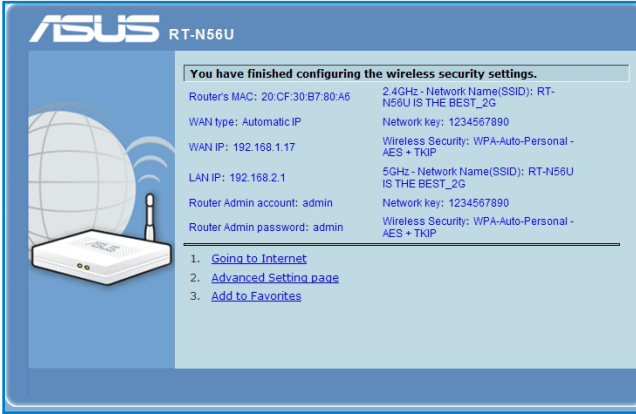 ASUS RT-N56U
You have finished configuring the wireless security settings.
Router's MAC: 20:CF:30:B7:80:A6
2.4GHz - Network Name(SSID): RT-
N56U IS THE BEST_2G
WAN type: Automatic IP
Network key: 1234567890
WAN IP: 192.168.1.17
Wireless Security: WPA-Auto-Personal -
AES + TKIP
LAN IP: 192.168.2.1
5GHz - Network Name(SSID): RT-N56U
IS THE BEST_2G
Router Admin account: admin
Network key: 1234567890
Router Admin password: admin
Wireless Security: WPA-Auto-Personal -
AES + TKIP
1. Going to Internet
2. Advanced Setting page
3. Add to Favorites
ASUS